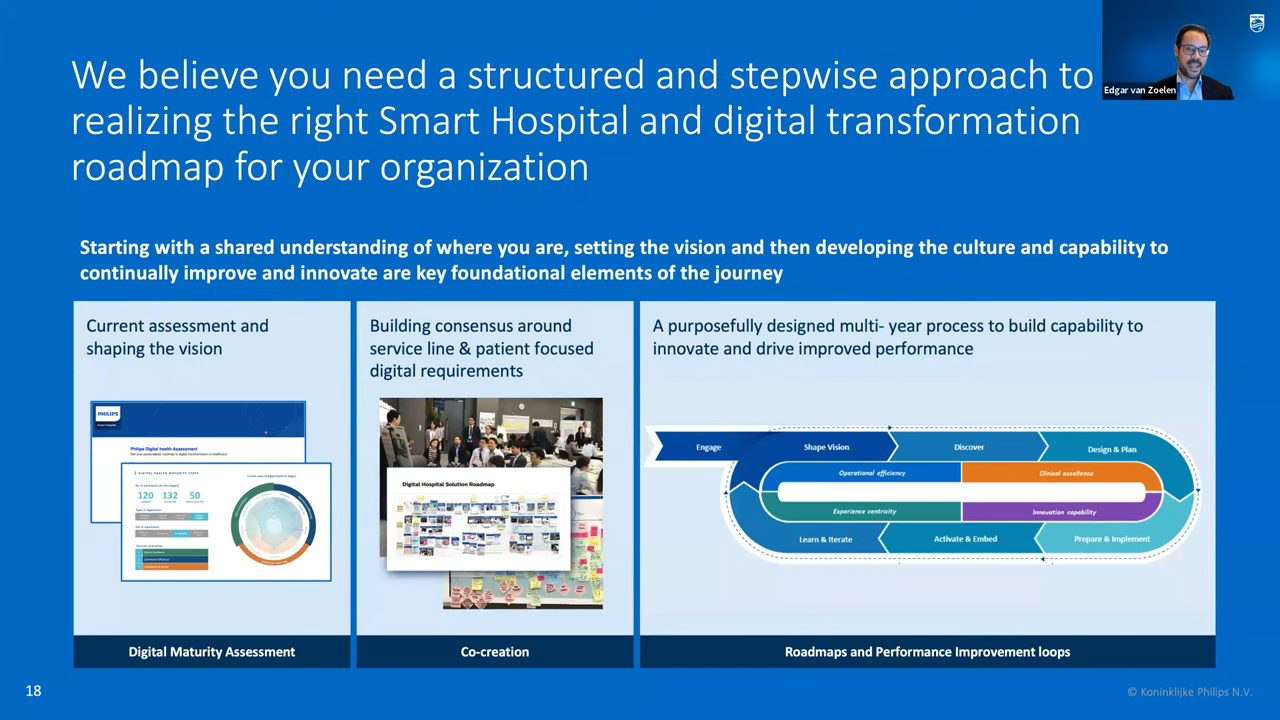 We believe you need a structured and stepwise approach to
realizing the right Smart Hospital and digital transformation
roadmap for your organization
Edgar van Zoelen
Starting with a shared understanding of where you are, setting the vision and then developing the culture and capability to
continually improve and innovate are key foundational elements of the journey
Current assessment and
shaping the vision
PHILIPS
Philips Digital health Assessment
DIGITAL HEALTH MATURITY STATS
120 132 50
Digital Maturity Assessment
Building consensus around
service line & patient focused
digital requirements
Digital Hospital Solution Roadmap
Co-creation
A purposefully designed multi- year process to build capability to
innovate and drive improved performance
Engage
Shape Vision
Discover
Design & Plan
Operational efficiency
Clinical excellence
Experience centricity
Innovation capability
Learn & Iterate
Activate & Embed
Prepare & Implement
Roadmaps and Performance Improvement loops
18
© Koninklijke Philips N.V.